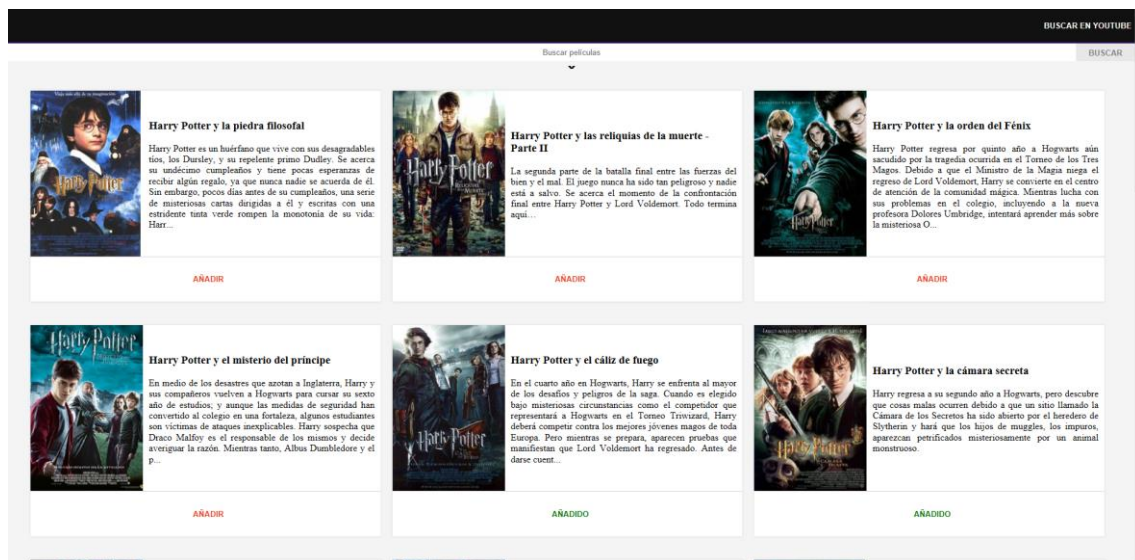 BUSCAR EN YOUTUBE
Buscar películas
BUSCAR
Harry Potter y la piedra filosofal
Harry Potter es un huérfano que vive con sus desagradables
tíos, los Dursley, y su repelente primo Dudley. Se acerca
su undécimo cumpleaños y tiene pocas esperanzas de
recibir algún regalo, ya que nunca nadie se acuerda de él.
Sin embargo, pocos días antes de su cumpleaños, una serie
de misteriosas cartas dirigidas a él y escritas con una
estridente tinta verde rompen la monotonía de su vida:
Harr...
AÑADIR
Harry Potter
Harry Potter y las reliquias de la muerte -
Parte II
La segunda parte de la batalla final entre las fuerzas del
bien y el mal. El juego nunca ha sido tan peligroso y nadie
está a salvo. Se acerca el momento de la confrontación
final entre Harry Potter y Lord Voldemort. Todo termina
aquí...
AÑADIR
Harry Potter
Harry Potter y la orden del Fénix
Harry Potter regresa por quinto año a Hogwarts aún
sacudido por la tragedia ocurrida en el Torneo de los Tres
Magos. Debido a que el Ministro de la Magia niega el
regreso de Lord Voldemort, Harry se convierte en el centro
de atención de la comunidad mágica. Mientras lucha con
sus problemas en el colegio, incluyendo a la nueva
profesora Dolores Umbridge, intentará aprender más sobre
la misteriosa O...
AÑADIR
Harry Potter
Harry Potter y el misterio del príncipe
En medio de los desastres que azotan a Inglaterra, Harry y
sus compañeros vuelven a Hogwarts para cursar su sexto
año de estudios; y aunque las medidas de seguridad han
convertido al colegio en una fortaleza, algunos estudiantes
son víctimas de ataques inexplicables. Harry sospecha que
Draco Malfoy es el responsable de los mismos y decide
averiguar la razón. Mientras tanto, Albus Dumbledore y el
p...
AÑADIR
Harry Potter
Harry Potter y el cáliz de fuego
En el cuarto año en Hogwarts, Harry se enfrenta al mayor
de los desafíos y peligros de la saga. Cuando es elegido
bajo misteriosas circunstancias como el competidor que
representará a Hogwarts en el Torneo Triwizard, Harry
deberá competir contra los mejores jóvenes magos de toda
Europa. Pero mientras se prepara, aparecen pruebas que
manifiestan que Lord Voldemort ha regresado. Antes de
darse cuent...
AÑADIDO
Harry Potter
Harry Potter y la cámara secreta
Harry regresa a su segundo año a Hogwarts, pero descubre
que cosas malas ocurren debido a que un sitio llamado la
Cámara de los Secretos ha sido abierto por el heredero de
Slytherin y hará que los hijos de muggles, los impuros,
aparezcan petrificados misteriosamente por un animal
monstruoso.
AÑADIDO